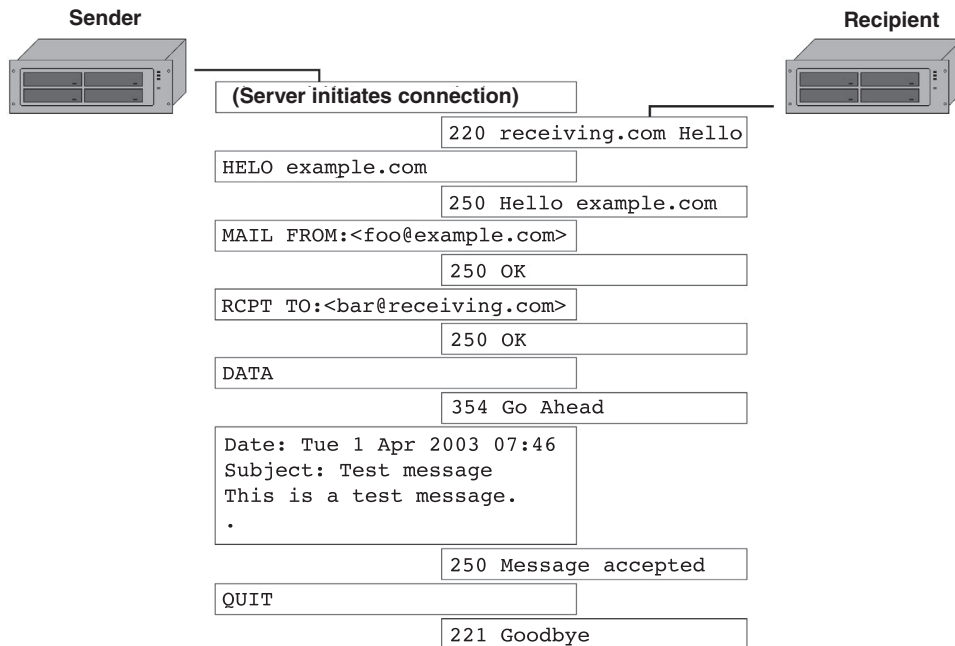 Sender
Recipient
(Server initiates connection)
220 receiving.com Hello
HELO example.com
250 Hello example.com
MAIL FROM:<foo@example.com>
250 OK
RCPT TO:<bar@receiving.com>
250 OK
DATA
354 Go Ahead
Date: Tue 1 Apr 2003 07:46
Subject: Test message
This is a test message.
.
250 Message accepted
QUIT
221 Goodbye